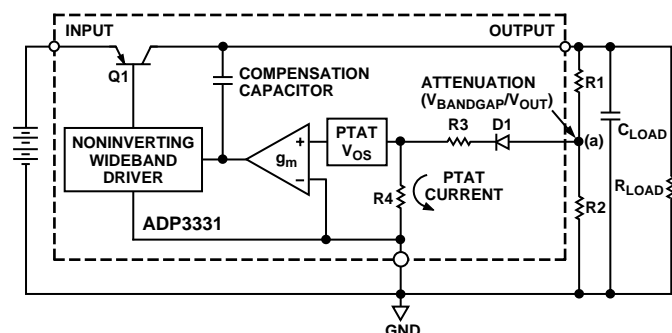 INPUT
OUTPUT
Q1
COMPENSATION
CAPACITOR
ATTENUATION
(VBANDGAP/VOUT)
R1
R3
D1
(a)
CLOAD
NONINVERTING
WIDEBAND
DRIVER
gm
+
−
PTAT
VOS
R4
PTAT
CURRENT
R2
RLOAD
ADP3331
GND